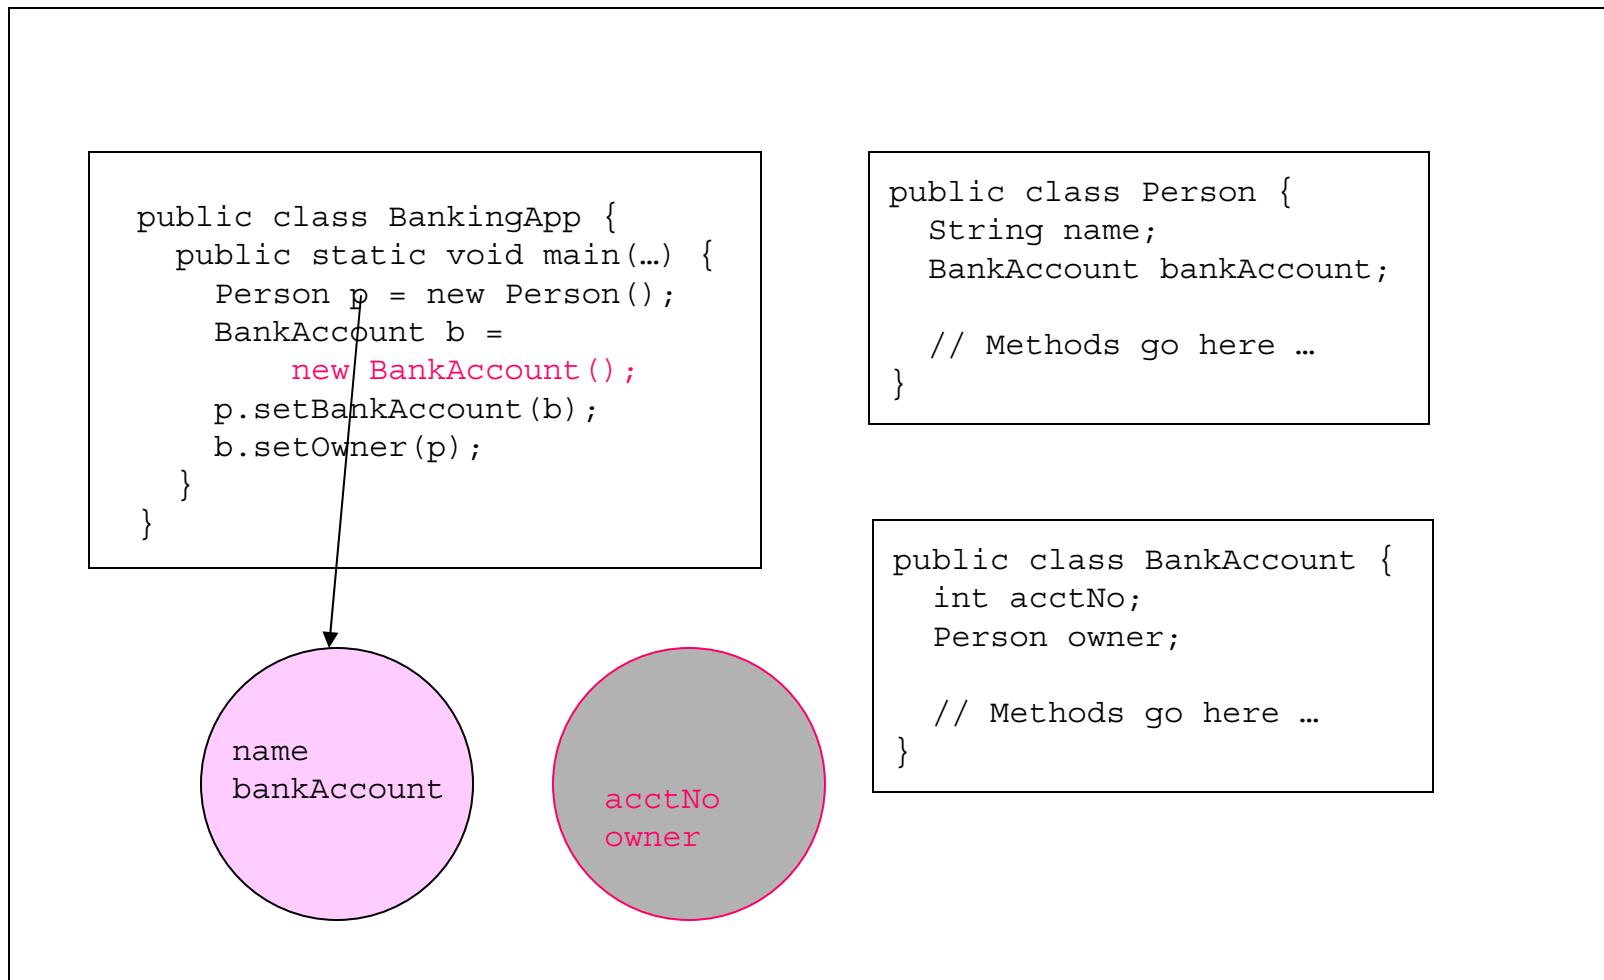 public class BankingApp {
public static void main(…) {
Person p = new Person();
BankAccount b =
new BankAccount();
p.setBankAccount(b);
b.setOwner(p);
}
}
public class Person {
String name;
BankAccount bankAccount;
// Methods go here …
}
public class BankAccount {
int acctNo;
Person owner;
// Methods go here …
}
name
bankAccount
acctNo
owner